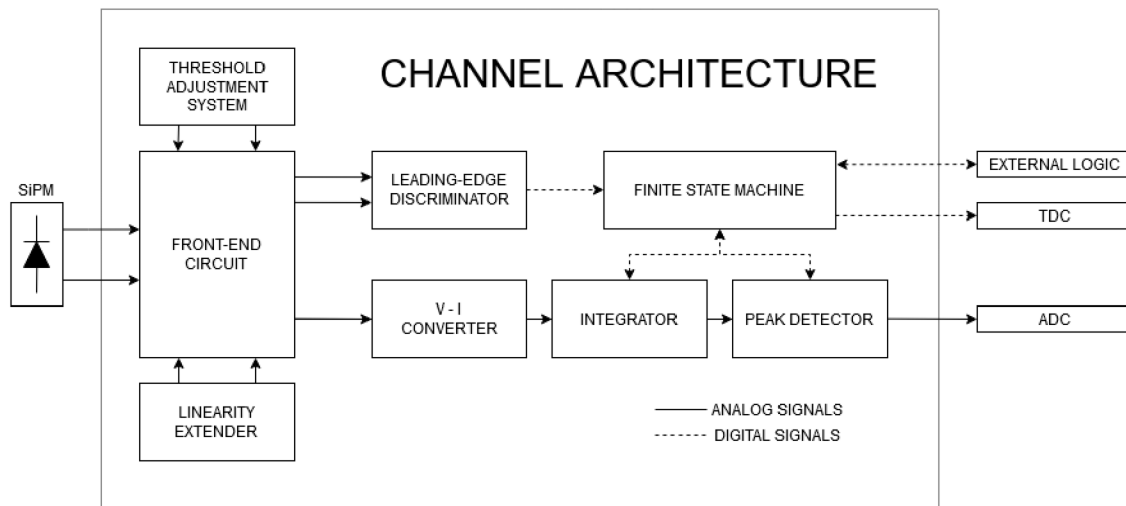 CHANNEL ARCHITECTURE
THRESHOLD
ADJUSTMENT
SYSTEM
SiPM
FRONT-END
CIRCUIT
LEADING-EDGE
DISCRIMINATOR
FINITE STATE MACHINE
EXTERNAL LOGIC
TDC
V - I
CONVERTER
INTEGRATOR
PEAK DETECTOR
ADC
LINEARITY
EXTENDER
ANALOG SIGNALS
DIGITAL SIGNALS